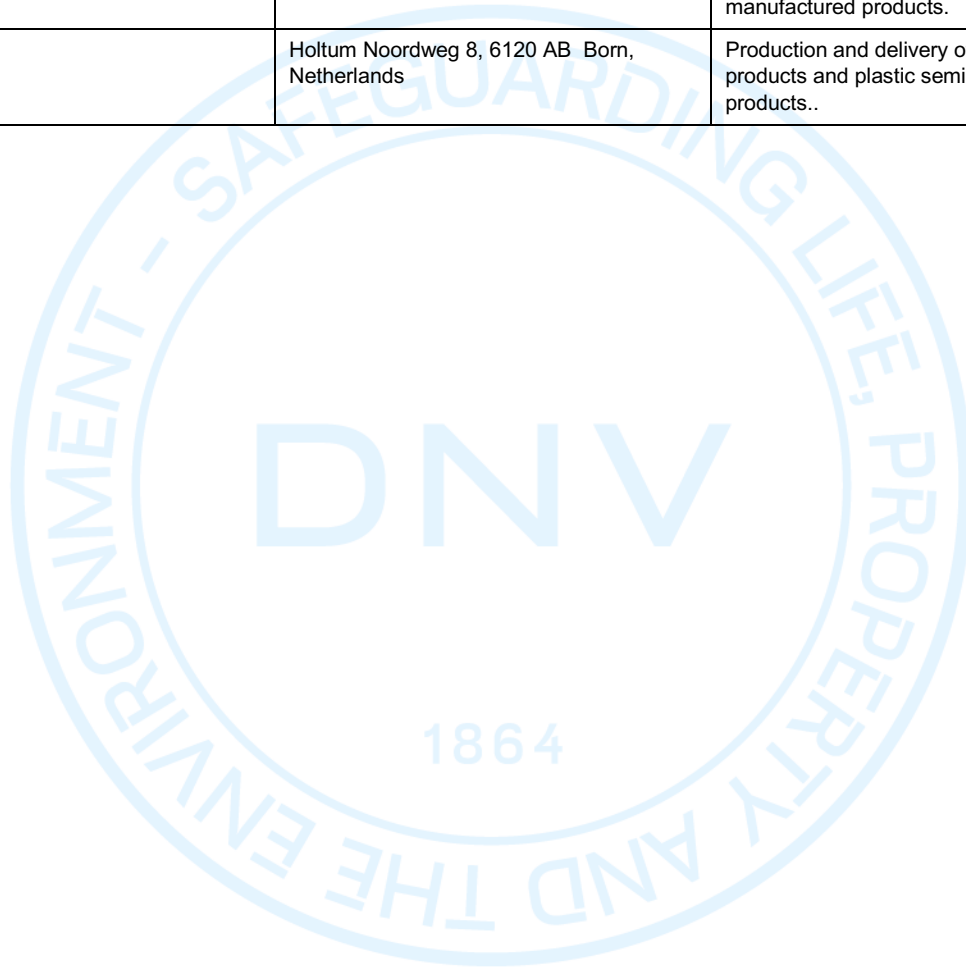 manufactured products.
Holtum Noordweg 8, 6120 AB  Born,
Netherlands
Production and delivery o
products and plastic semi
products..
SAFEGUARDING LIFE, PROPERTY AND THE ENVIRONMENT -
DNV
1864